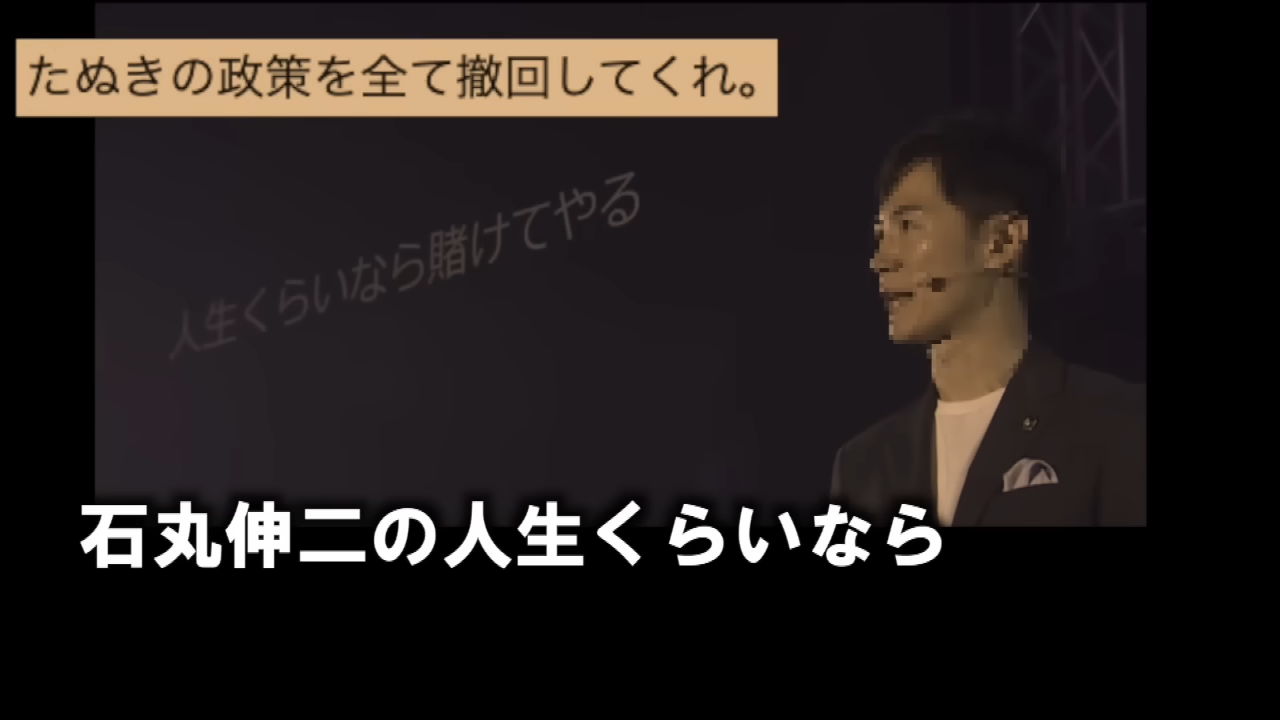 たぬきの政策を全て撤回してくれ。
人生くらいなら賭けてやる
石丸伸二の人生くらいなら